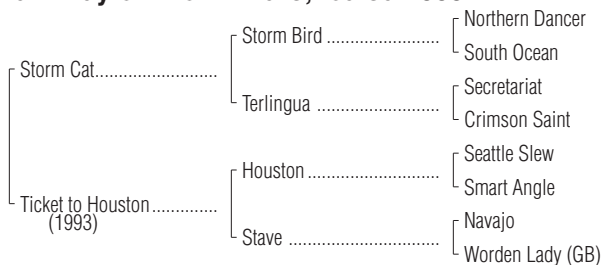 Northern Dancer
Storm Bird
South Ocean
Storm Cat
Secretariat
Terlingua
Crimson Saint
Seattle Slew
Houston
Smart Angle
Ticket to Houston
(1993)
Navajo
Stave
Worden Lady (GB)